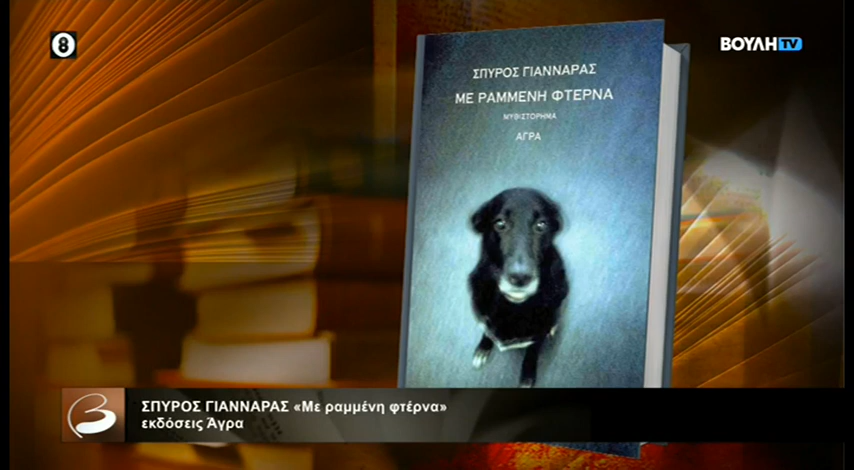 8
ΒΟΥΛΗ TV
ΣΠΥΡΟΣ ΓΙΑΝΝΑΡΑΣ
ΜΕ ΡΑΜΜΕΝΗ ΦΤΕΡΝΑ
ΜΥΘΙΣΤΟΡΗΜΑ
ΑΓΡΑ
ΣΠΥΡΟΣ ΓΙΑΝΝΑΡΑΣ «Με ραμμένη φτέρνα»
εκδόσεις Άγρα